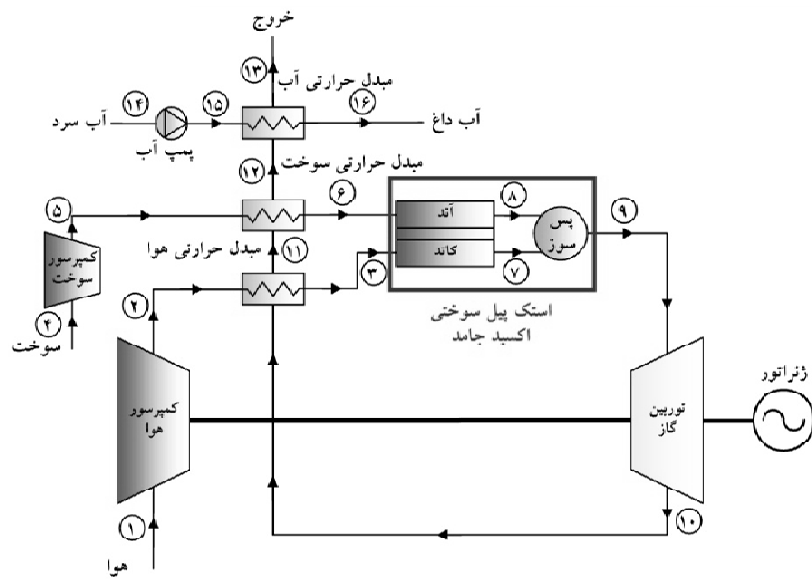 خروج
۱۳
مبدل حرارتی آب
۱۴
۱۵
۱۶
آب سرد
آب داغ
پمپ آب
۱۲
مبدل حرارتی سوخت
۵
۶
۸
۹
آند
پس
سوز
کمپرسور
سوخت
مبدل حرارتی هوا
۱۱
کاتد
۳
۷
۲
۴
سوخت
استک پیل سوختی
اکسید جامد
ژنراتور
کمپرسور
هوا
توربین
گاز
۱
۱۰
هوا